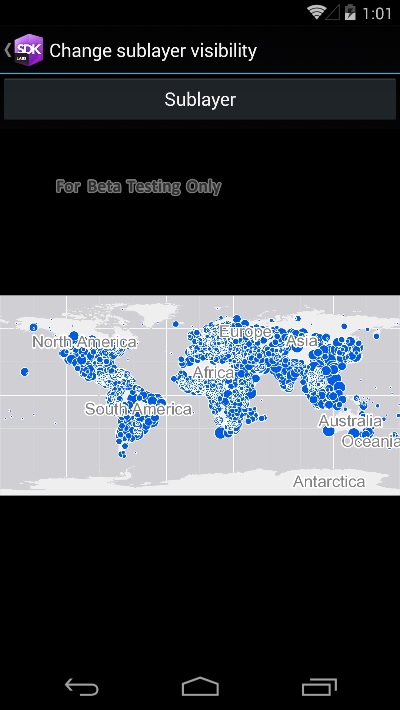 1:01
SDK
LABS
Change sublayer visibility
Sublayer
For Beta Testing Only
Europe
North America
Asia
Africa
South America
Australia
Oceania
Antarctica